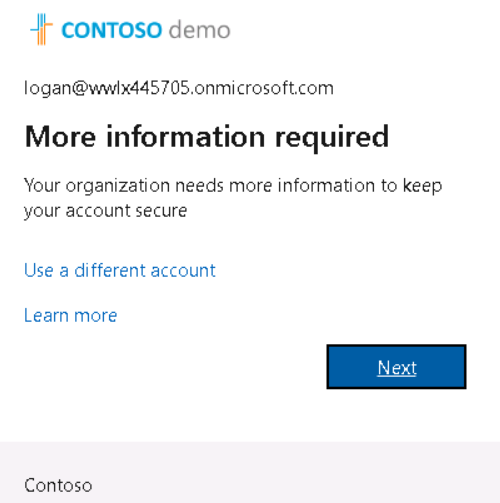 CONTOSO demo
logan@wwlx445705.onmicrosoft.com
More information required
Your organization needs more information to keep
your account secure
Use a different account
Learn more
Next
Contoso